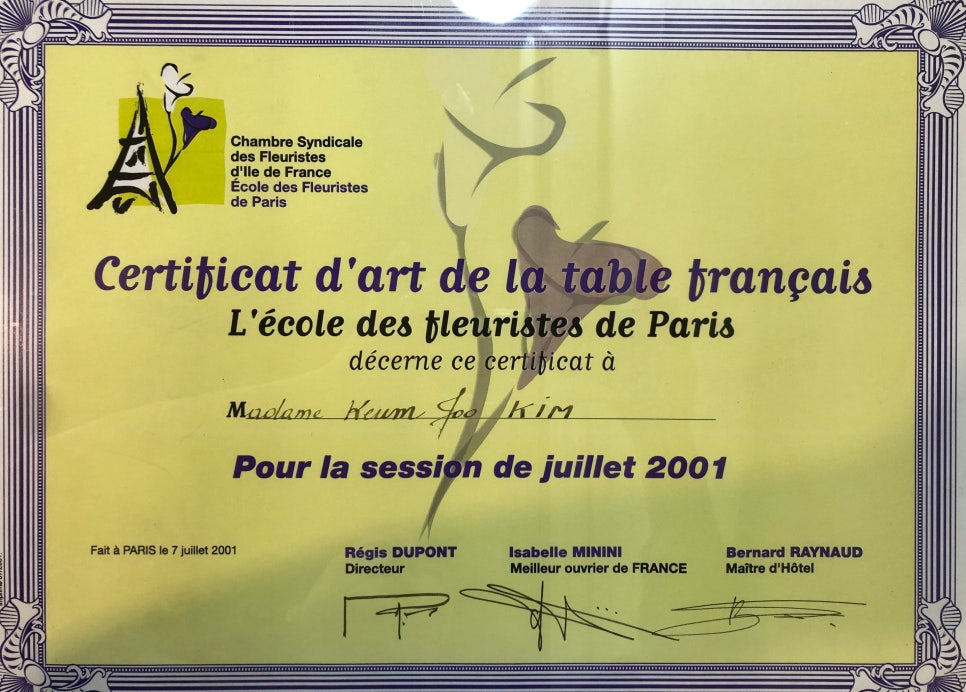 Chambre Syndicale
des Fleuristes
d'Ile de France
École des Fleuristes
de Paris
Certificat d'art de la table français
L'école des fleuristes de Paris
décerne ce certificat à
Madame Keum Joo KIM
Pour la session de juillet 2001
Fait à PARIS le 7 juillet 2001
Régis DUPONT
Directeur
Isabelle MININI
Meilleur ouvrier de FRANCE
Bernard RAYNAUD
Maître d'Hôtel